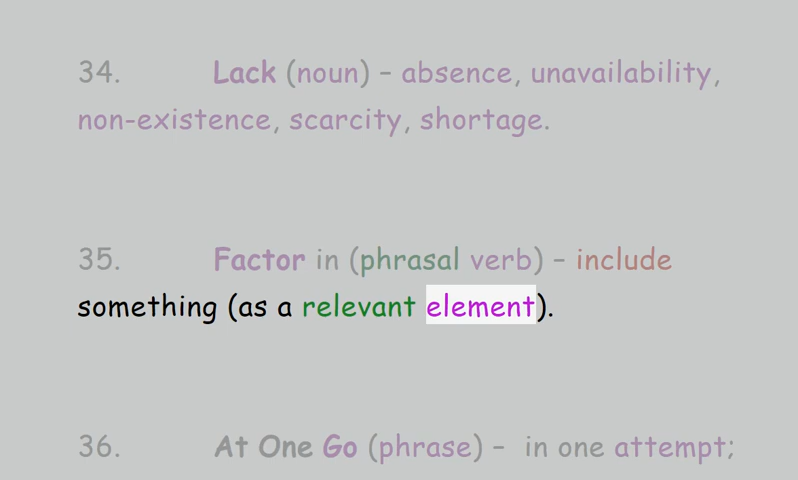 34. Lack (noun) – absence, unavailability,
non-existence, scarcity, shortage.
35. Factor in (phrasal verb) – include
something (as a relevant element).
36. At One Go (phrase) – in one attempt;